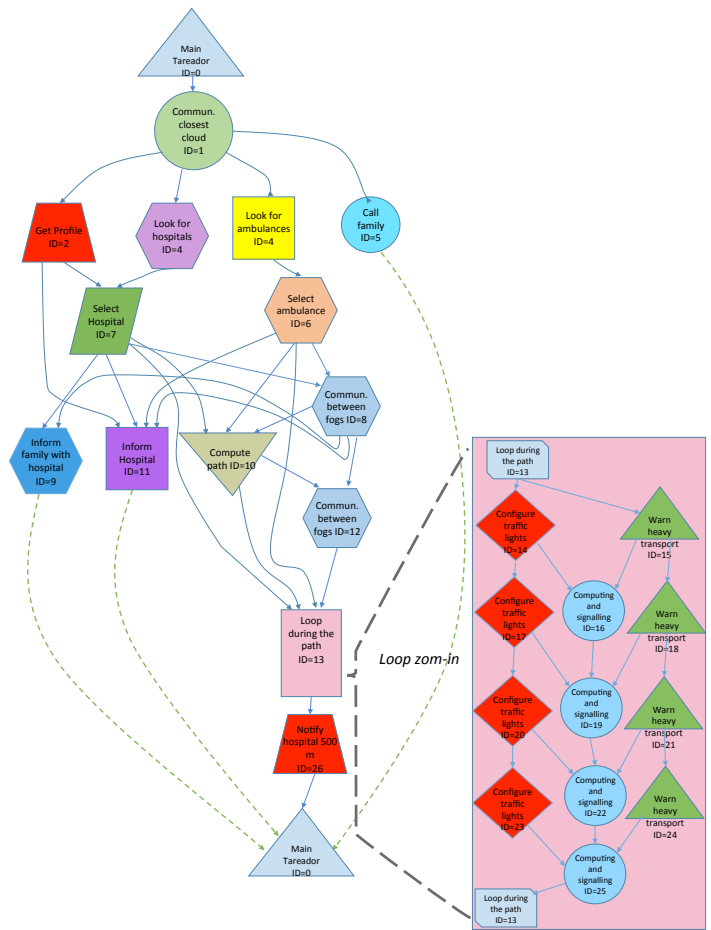 Main
Tareador
ID=0
Commun.
closest
cloud
ID=1
Get Profile
ID=2
Look for
hospitals
ID=4
Look for
ambulances
ID=4
Call
family
ID=5
Select
Hospital
ID=7
Select
ambulance
ID=6
Commun.
between
fogs ID=8
Inform
family with
hospital
ID=9
Inform
Hospital
ID=11
Compute
path ID=10
Commun.
between
fogs ID=12
Loop
during the
path
ID=13
Loop zom-in
Notify
hospital 500
m
ID=26
Main
Tareador
ID=0
Loop during
the path
ID=13
Configure
traffic
lights
ID=14
Warn
heavy
transport
ID=15
Computing
and
signalling
ID=16
Configure
traffic
lights
ID=17
Warn
heavy
transport
ID=18
Computing
and
signalling
ID=19
Configure
traffic
lights
ID=20
Warn
heavy
transport
ID=21
Computing
and
signalling
ID=22
Configure
traffic
lights
ID=23
Warn
heavy
transport
ID=24
Computing
and
signalling
ID=25
Loop during
the path
ID=13